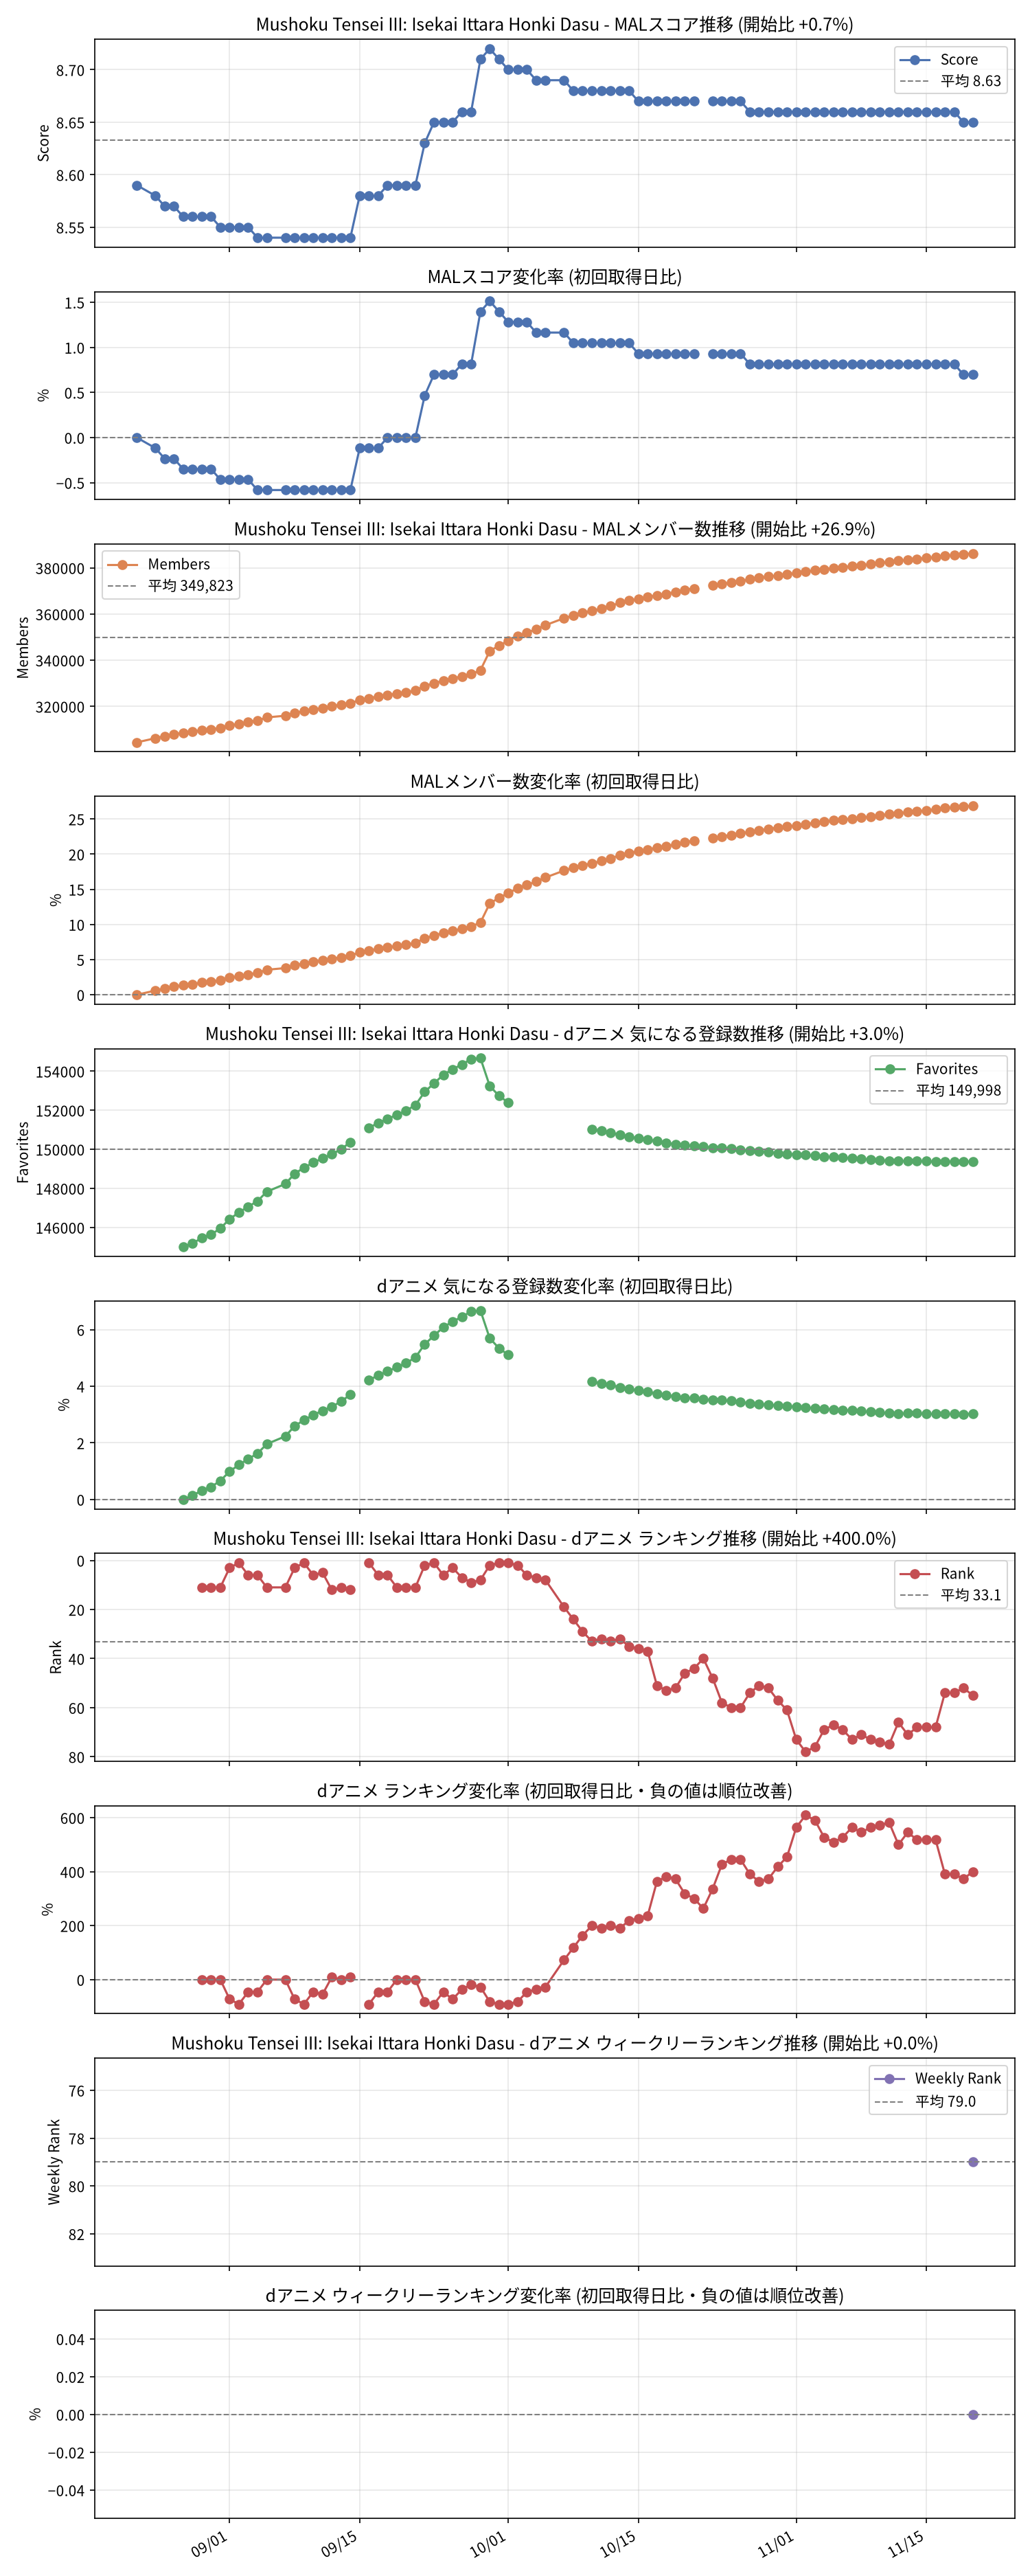 Mushoku Tensei III: Isekai Ittara Honki Dasu - MALスコア推移 (開始比 +0.7%)
Score
平均 8.63
8.70
8.65
8.60
8.55
Score
MALスコア変化率 (初回取得日比)
1.5
1.0
0.5
0.0
−0.5
%
Mushoku Tensei III: Isekai Ittara Honki Dasu - MALメンバー数推移 (開始比 +26.9%)
Members
平均 349,823
380000
360000
340000
320000
Members
MALメンバー数変化率 (初回取得日比)
25
20
15
10
5
0
%
Mushoku Tensei III: Isekai Ittara Honki Dasu - dアニメ 気になる登録数推移 (開始比 +3.0%)
Favorites
平均 149,998
154000
152000
150000
148000
146000
Favorites
dアニメ 気になる登録数変化率 (初回取得日比)
6
4
2
0
%
Mushoku Tensei III: Isekai Ittara Honki Dasu - dアニメ ランキング推移 (開始比 +400.0%)
Rank
平均 33.1
0
20
40
60
80
Rank
dアニメ ランキング変化率 (初回取得日比・負の値は順位改善)
600
400
200
0
%
Mushoku Tensei III: Isekai Ittara Honki Dasu - dアニメ ウィークリーランキング推移 (開始比 +0.0%)
Weekly Rank
平均 79.0
76
78
80
82
Weekly Rank
dアニメ ウィークリーランキング変化率 (初回取得日比・負の値は順位改善)
0.04
0.02
0.00
−0.02
−0.04
%
09/01
09/15
10/01
10/15
11/01
11/15